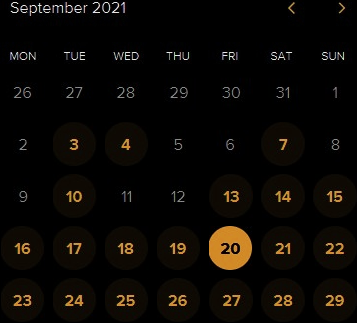 September 2021
MON TUE WED THU FRI SAT SUN
26 27 28 29 30 31 1
2 3 4 5 6 7 8
9 10 11 12 13 14 15
16 17 18 19 20 21 22
23 24 25 26 27 28 29